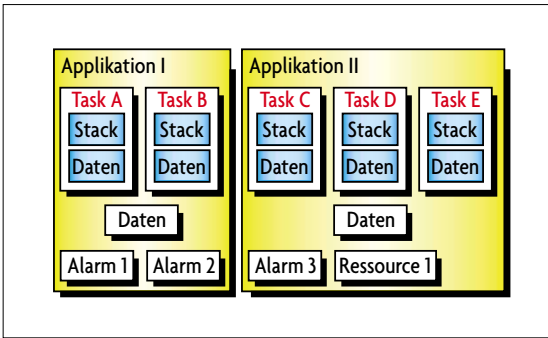 Applikation I
Task A Task B
Stack Stack
Daten Daten
Daten
Alarm 1 Alarm 2
Applikation II
Task C Task D Task E
Stack Stack Stack
Daten Daten Daten
Daten
Alarm 3 Ressource 1